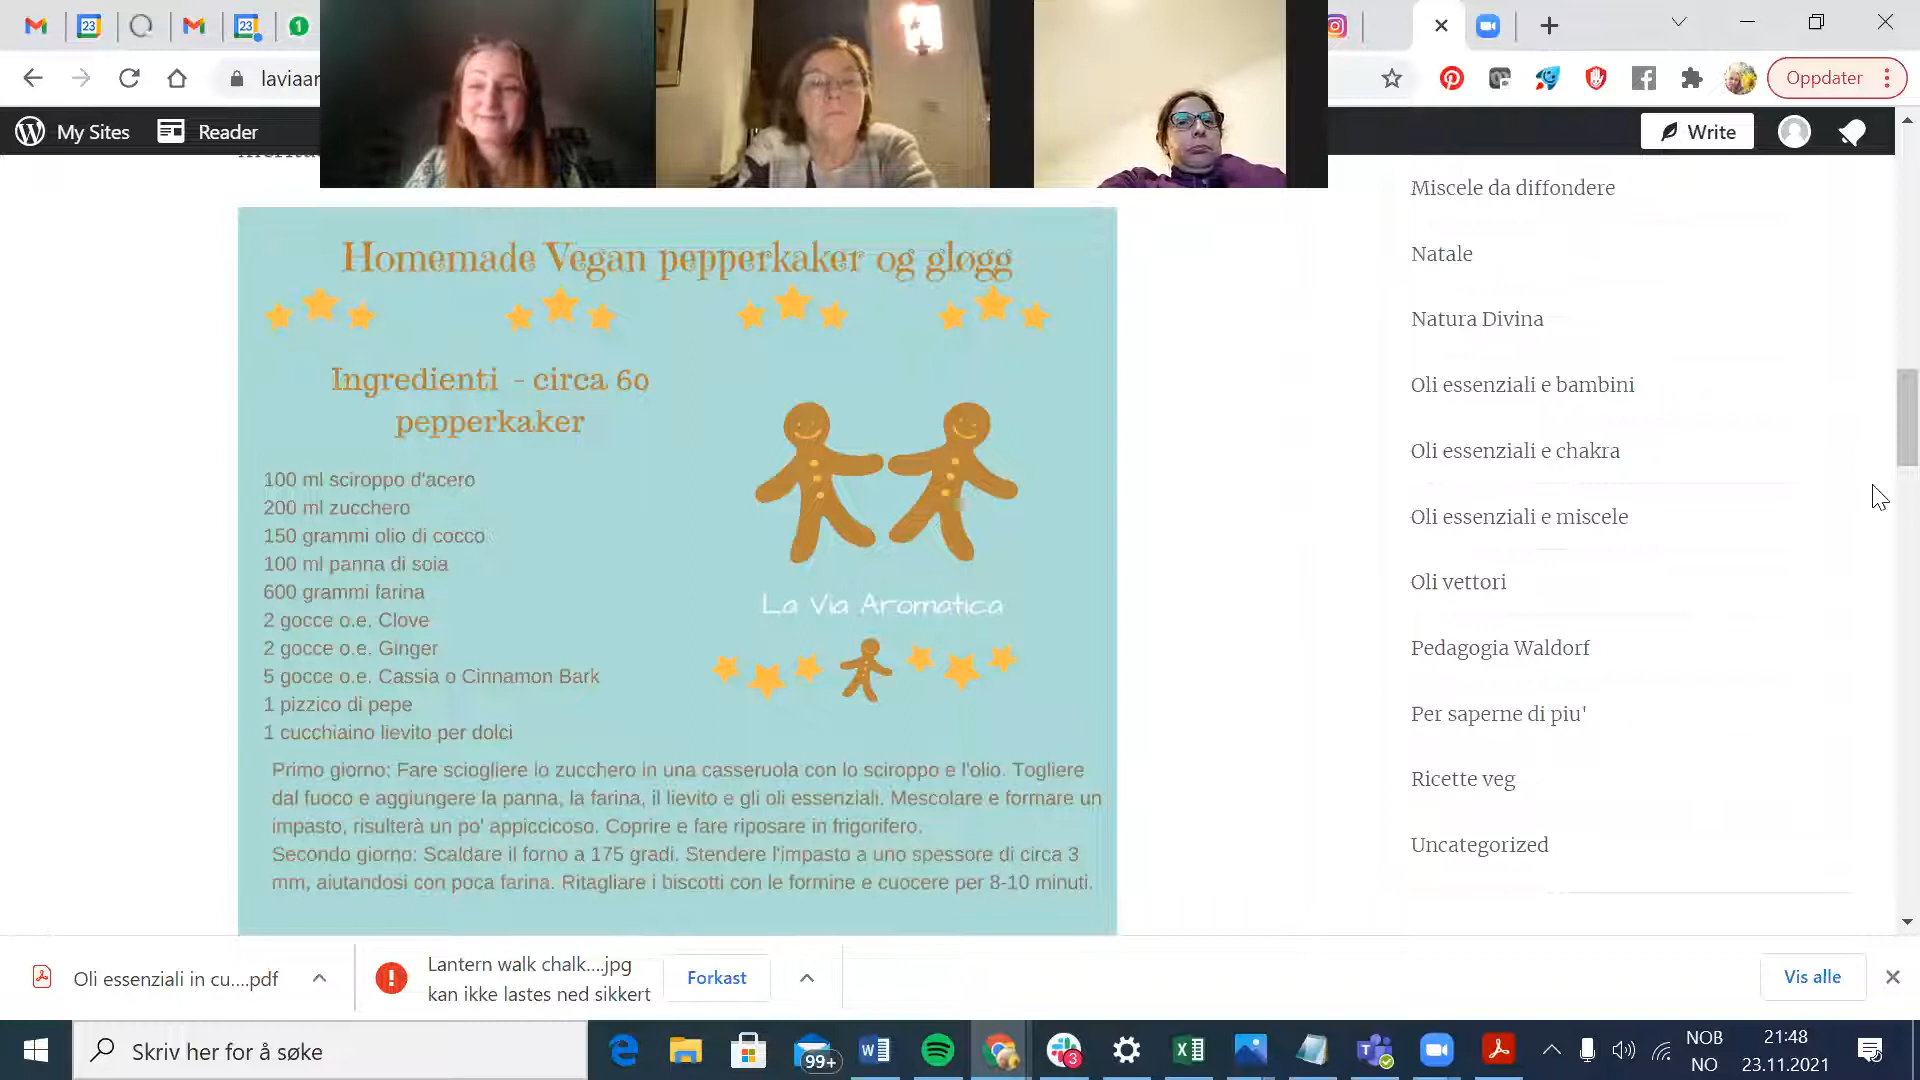 23
23
1
laviaar
Oppdater
My Sites
Reader
Write
Homemade Vegan pepperkaker og gløgg
Ingredienti - circa 60
pepperkaker
100 ml sciroppo d'acero
200 ml zucchero
150 grammi olio di cocco
100 ml panna di soia
600 grammi farina
2 gocce o.e. Clove
2 gocce o.e. Ginger
5 gocce o.e. Cassia o Cinnamon Bark
1 pizzico di pepe
1 cucchiaino lievito per dolci
La Via Aromatica
Primo giorno: Fare sciogliere lo zucchero in una casseruola con lo sciroppo e l'olio. Togliere
dal fuoco e aggiungere la panna, la farina, il lievito e gli oli essenziali. Mescolare e formare un
impasto, risulterà un po' appiccicoso. Coprire e fare riposare in frigorifero.
Secondo giorno: Scaldare il forno a 175 gradi. Stendere l'impasto a uno spessore di circa 3
mm, aiutandosi con poca farina. Ritagliare i biscotti con le formine e cuocere per 8-10 minuti.
Miscele da diffondere
Natale
Natura Divina
Oli essenziali e bambini
Oli essenziali e chakra
Oli essenziali e miscele
Oli vettori
Pedagogia Waldorf
Per saperne di piu'
Ricette veg
Uncategorized
Oli essenziali in cu....pdf
Lantern walk chalk....jpg
kan ikke lastes ned sikkert
Forkast
Vis alle
Skriv her for å søke
99+
3
NOB
NO
21:48
23.11.2021